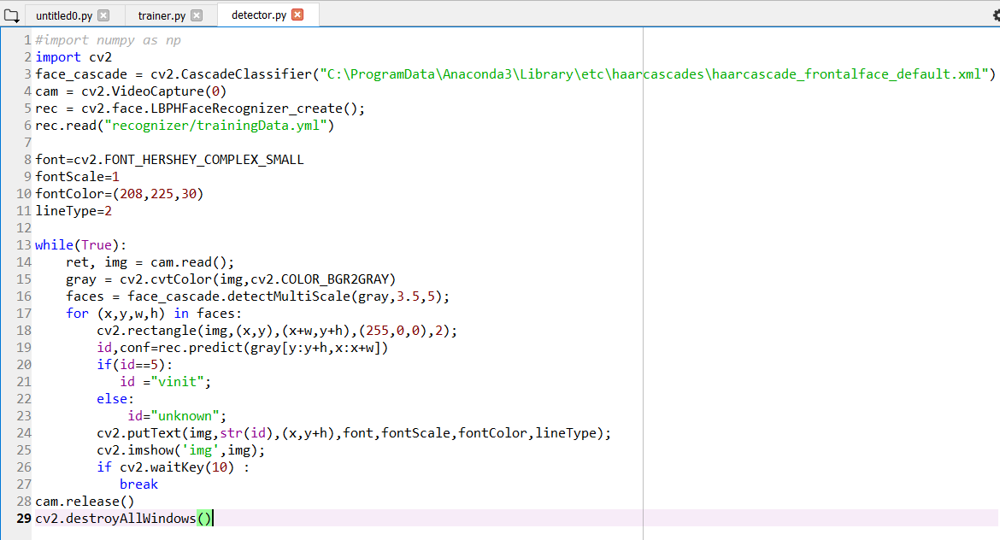 untitled0.py trainer.py detector.py
1 #import numpy as np
2 import cv2
3 face_cascade = cv2.CascadeClassifier("C:\ProgramData\Anaconda3\Library\etc\haarcascades\haarcascade_frontalface_default.xml")
4 cam = cv2.VideoCapture(0)
5 rec = cv2.face.LBPHFaceRecognizer_create();
6 rec.read("recognizer/trainingData.yml")
7
8 font=cv2.FONT_HERSHEY_COMPLEX_SMALL
9 fontScale=1
10 fontColor=(208,225,30)
11 lineType=2
12
13 while(True):
14     ret, img = cam.read();
15     gray = cv2.cvtColor(img,cv2.COLOR_BGR2GRAY)
16     faces = face_cascade.detectMultiScale(gray,3.5,5);
17     for (x,y,w,h) in faces:
18         cv2.rectangle(img,(x,y),(x+w,y+h),(255,0,0),2);
19         id,conf=rec.predict(gray[y:y+h,x:x+w])
20         if(id==5):
21            id ="vinit";
22         else:
23             id="unknown";
24         cv2.putText(img,str(id),(x,y+h),font,fontScale,fontColor,lineType);
25         cv2.imshow('img',img);
26         if cv2.waitKey(10) :
27            break
28 cam.release()
29 cv2.destroyAllWindows()